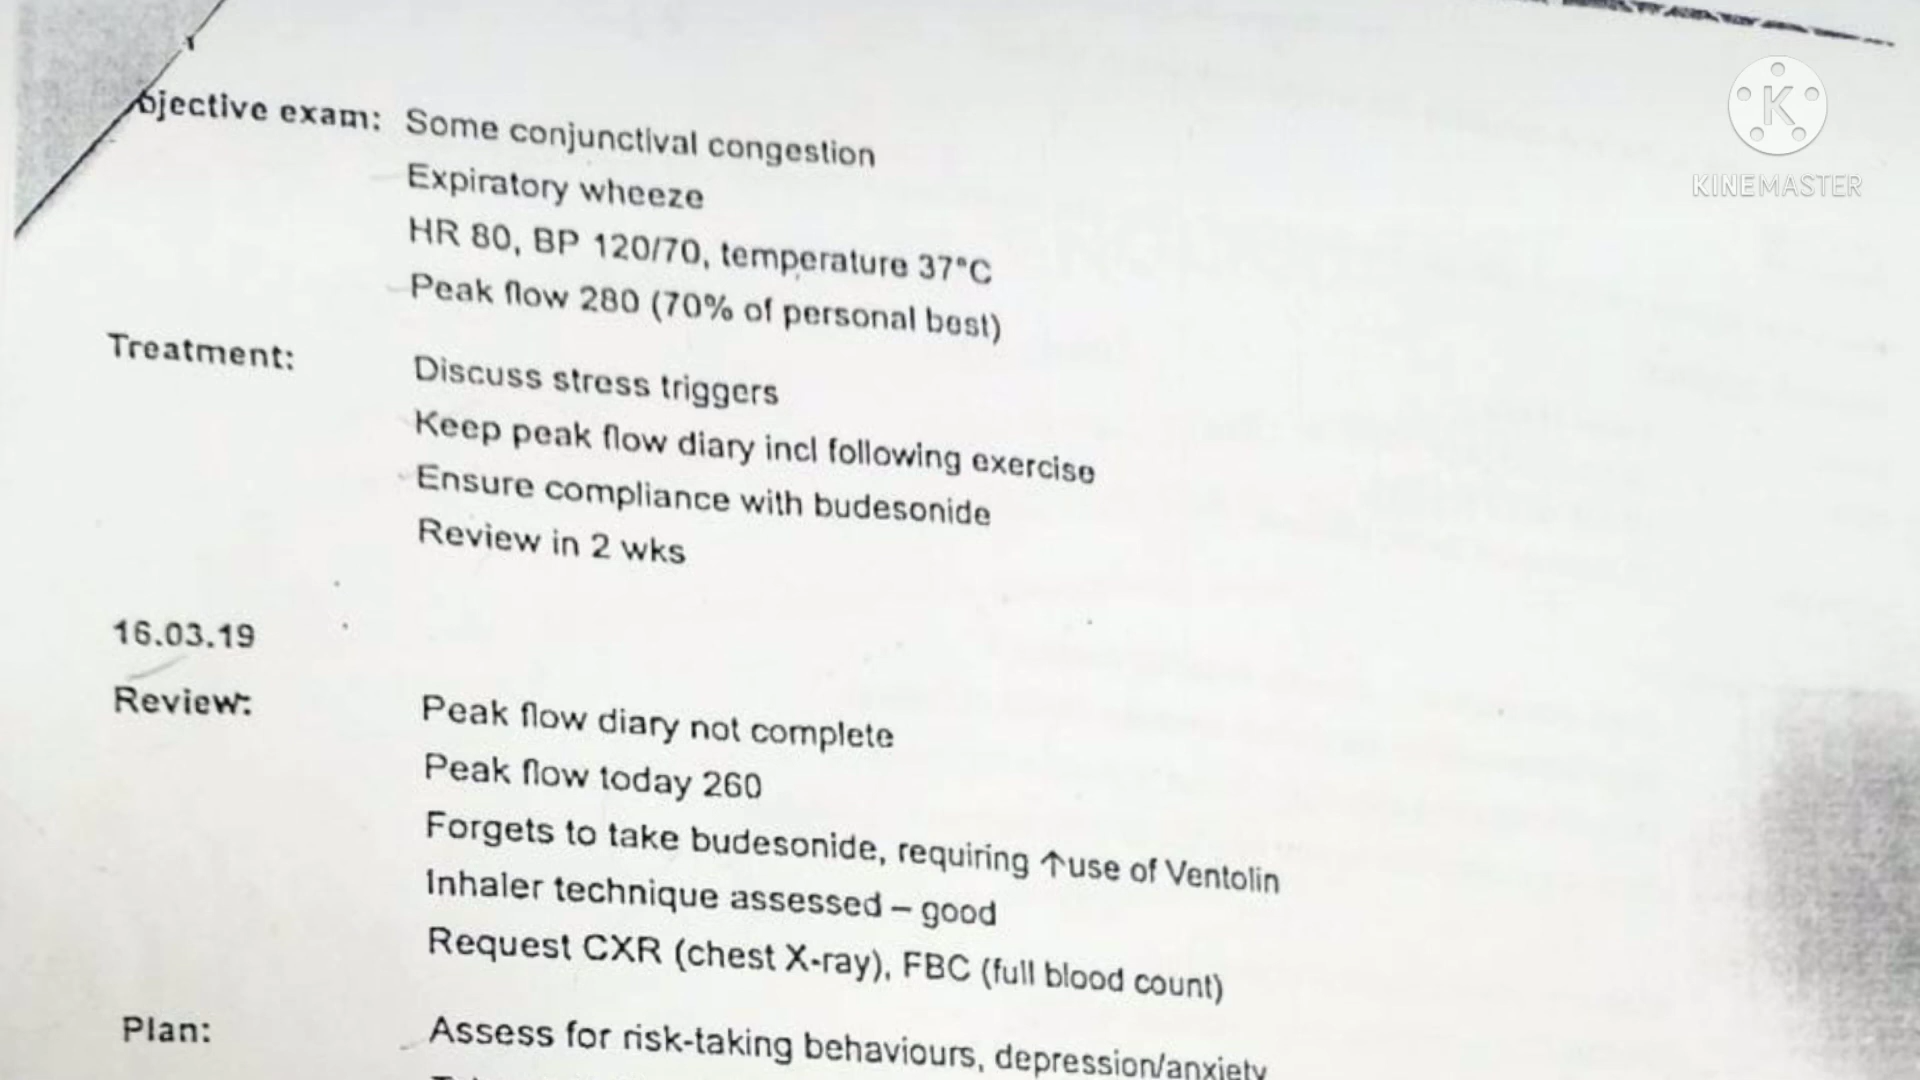 bjective exam: Some conjunctival congestion
Expiratory wheeze
HR 80, BP 120/70, temperature 37°C
Peak flow 280 (70% of personal best)
Treatment: Discuss stress triggers
Keep peak flow diary incl following exercise
Ensure compliance with budesonide
Review in 2 wks
16.03.19
Review: Peak flow diary not complete
Peak flow today 260
Forgets to take budesonide, requiring ↑use of Ventolin
Inhaler technique assessed – good
Request CXR (chest X-ray), FBC (full blood count)
Plan: Assess for risk-taking behaviours, depression/anxiety
K
KINEMASTER